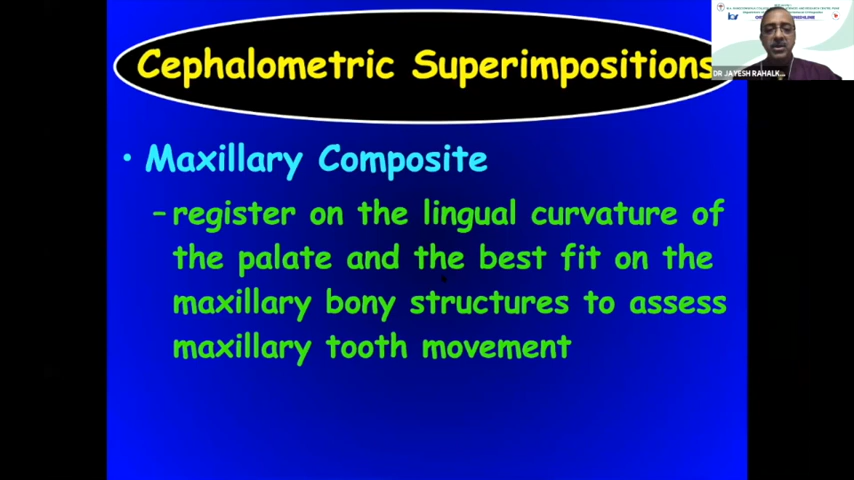 Cephalometric Superimpositions
• Maxillary Composite
– register on the lingual curvature of
the palate and the best fit on the
maxillary bony structures to assess
maxillary tooth movement
DR JAYESH RAHALK...